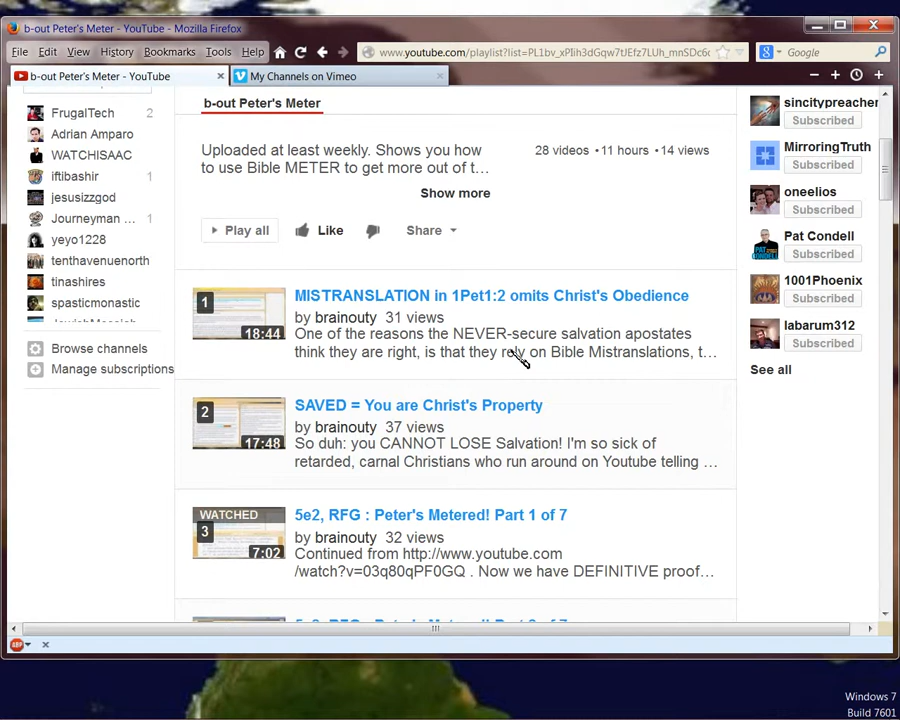 b-out Peter's Meter - YouTube - Mozilla Firefox
File Edit View History Bookmarks Tools Help
www.youtube.com/playlist?list=PL1bv_xPIih3dGqw7tJEfz7LUh_mnSDc6c
Google
b-out Peter's Meter - YouTube
My Channels on Vimeo
FrugalTech 2
Adrian Amparo
WATCHISAAC
iftibashir 1
jesusizzgod
Journeyman ... 1
yeyo1228
tenthavenuenorth
tinashires
spasticmonastic
Browse channels
Manage subscriptions
b-out Peter's Meter
Uploaded at least weekly. Shows you how
to use Bible METER to get more out of t...
28 videos • 11 hours • 14 views
Show more
Play all
Like
Share
1
18:44
MISTRANSLATION in 1Pet1:2 omits Christ's Obedience
by brainouty 31 views
One of the reasons the NEVER-secure salvation apostates
think they are right, is that they rely on Bible Mistranslations, t...
2
17:48
SAVED = You are Christ's Property
by brainouty 37 views
So duh: you CANNOT LOSE Salvation! I'm so sick of
retarded, carnal Christians who run around on Youtube telling ...
WATCHED
3
7:02
5e2, RFG : Peter's Metered! Part 1 of 7
by brainouty 32 views
Continued from http://www.youtube.com
/watch?v=03q80qPF0GQ . Now we have DEFINITIVE proof...
sincitypreacher
Subscribed
MirroringTruth
Subscribed
oneelios
Subscribed
Pat Condell
Subscribed
1001Phoenix
Subscribed
labarum312
Subscribed
See all
ABP
Windows 7
Build 7601